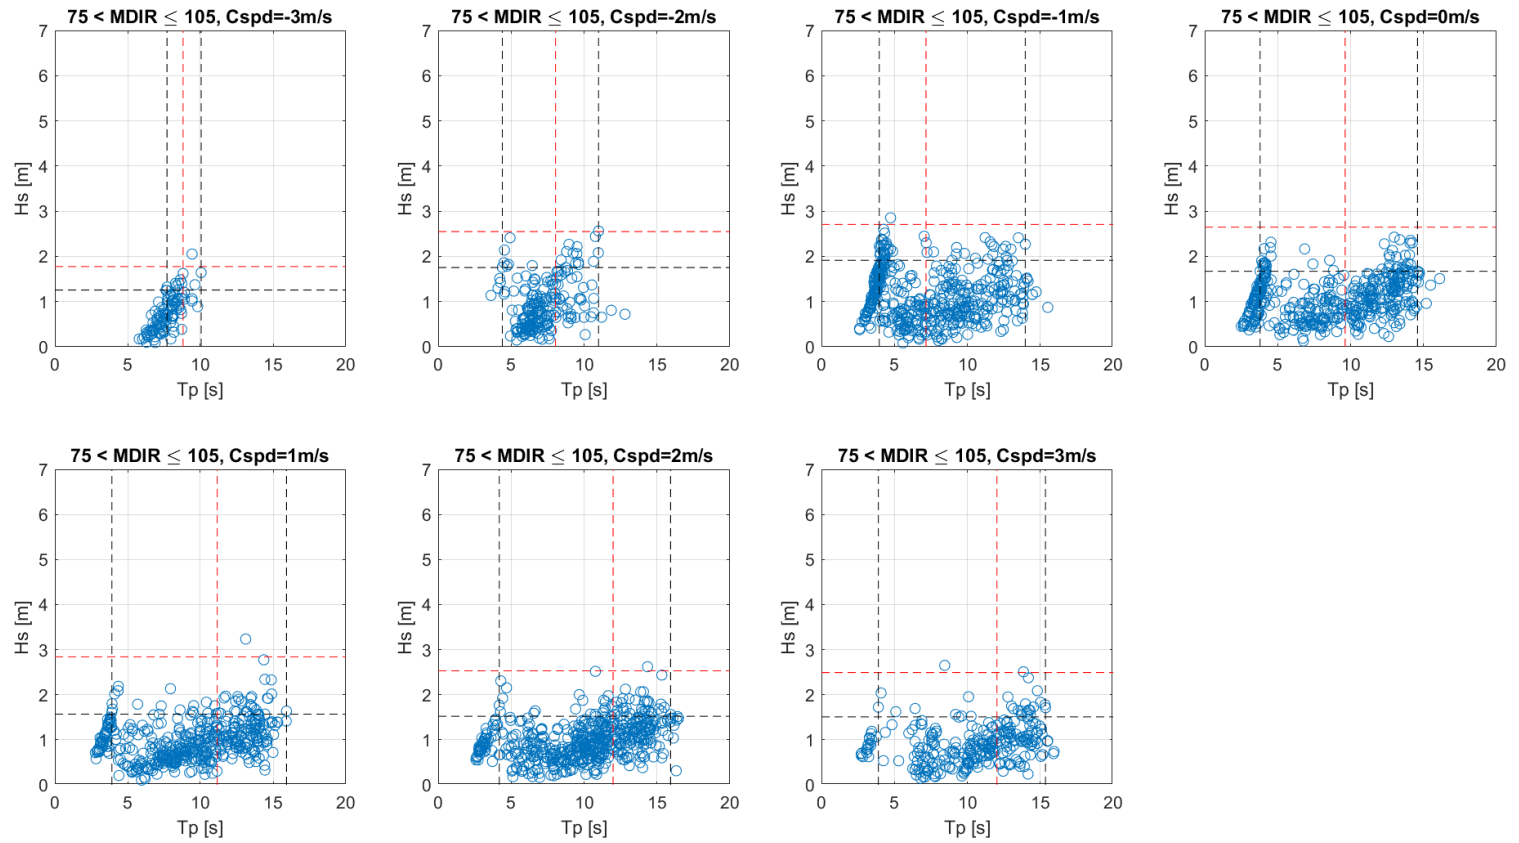 75 < MDIR ≤ 105, Cspd=-3m/s
7
6
5
4
3
2
1
0
Hs [m]
0 5 10 15 20
Tp [s]
75 < MDIR ≤ 105, Cspd=-2m/s
7
6
5
4
3
2
1
0
Hs [m]
0 5 10 15 20
Tp [s]
75 < MDIR ≤ 105, Cspd=-1m/s
7
6
5
4
3
2
1
0
Hs [m]
0 5 10 15 20
Tp [s]
75 < MDIR ≤ 105, Cspd=0m/s
7
6
5
4
3
2
1
0
Hs [m]
0 5 10 15 20
Tp [s]
75 < MDIR ≤ 105, Cspd=1m/s
7
6
5
4
3
2
1
0
Hs [m]
0 5 10 15 20
Tp [s]
75 < MDIR ≤ 105, Cspd=2m/s
7
6
5
4
3
2
1
0
Hs [m]
0 5 10 15 20
Tp [s]
75 < MDIR ≤ 105, Cspd=3m/s
7
6
5
4
3
2
1
0
Hs [m]
0 5 10 15 20
Tp [s]